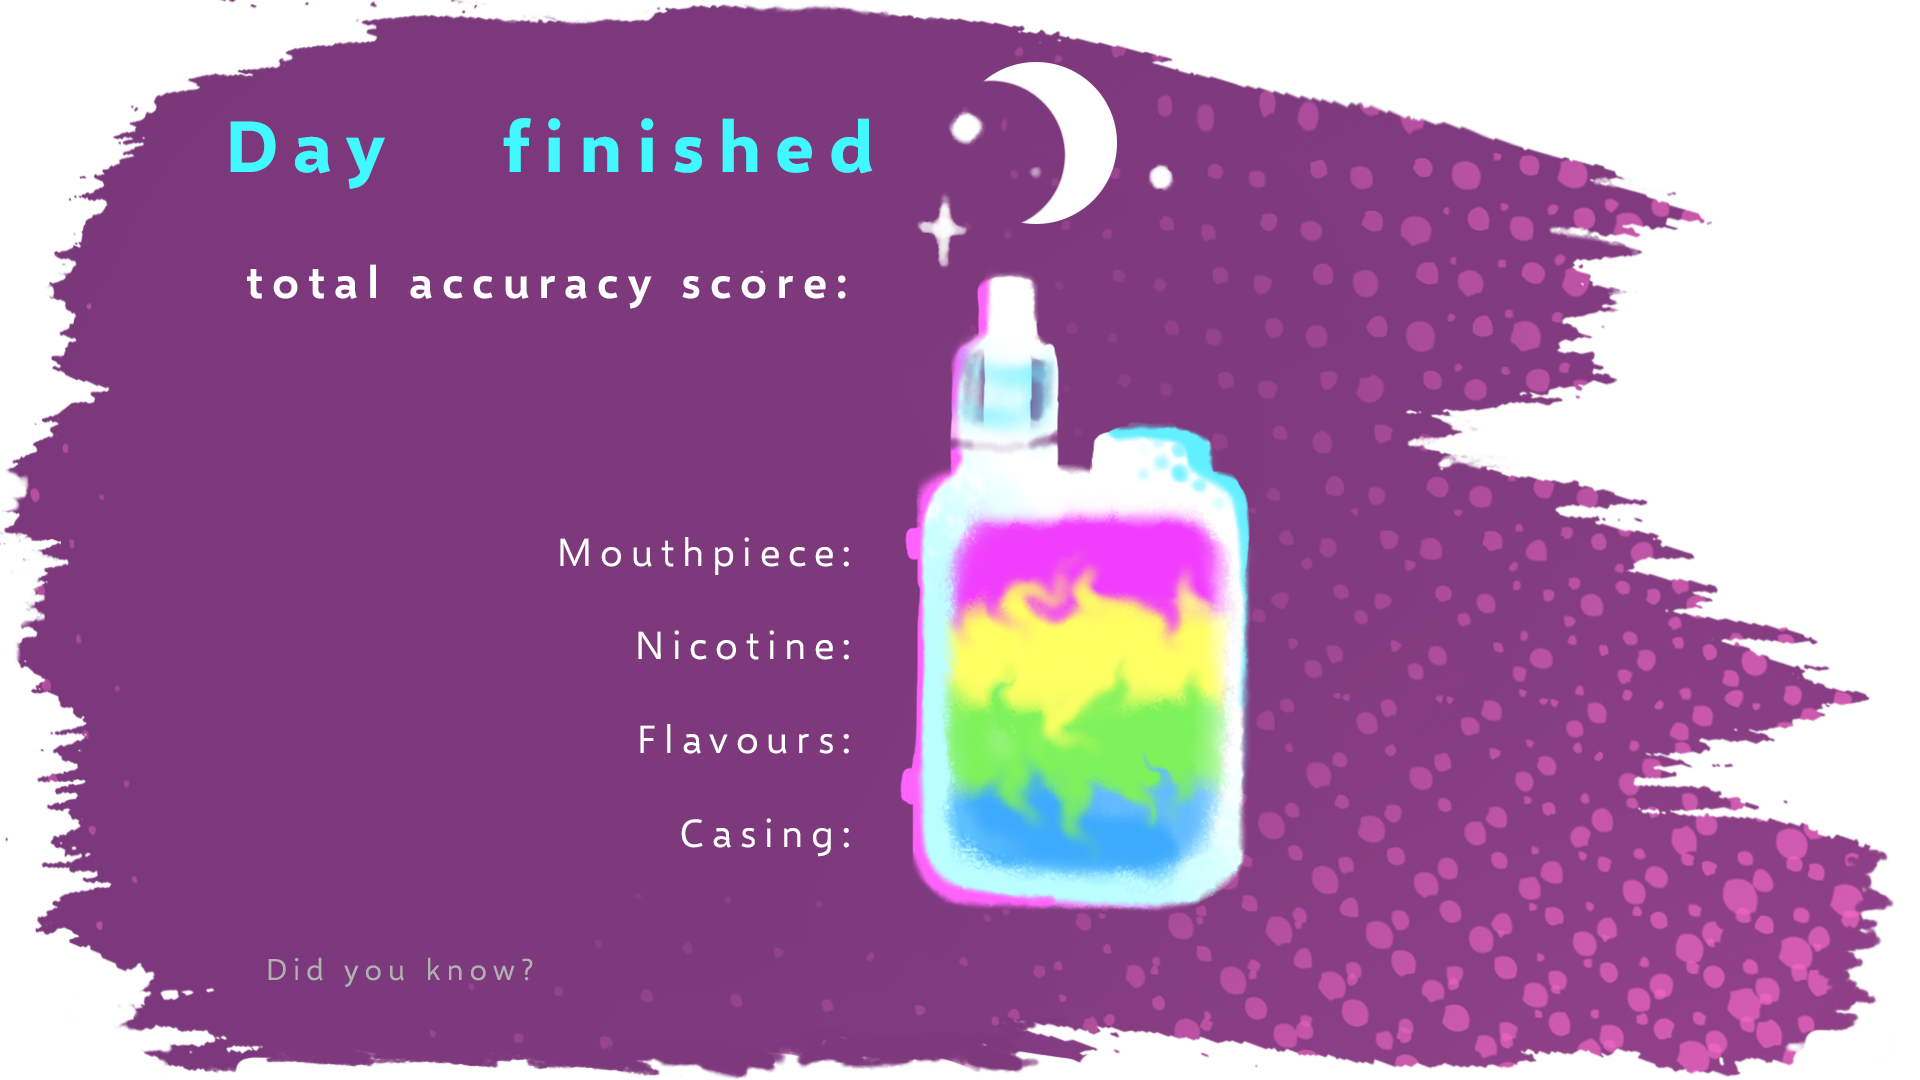 Day finished
total accuracy score:
Mouthpiece:
Nicotine:
Flavours:
Casing:
Did you know?